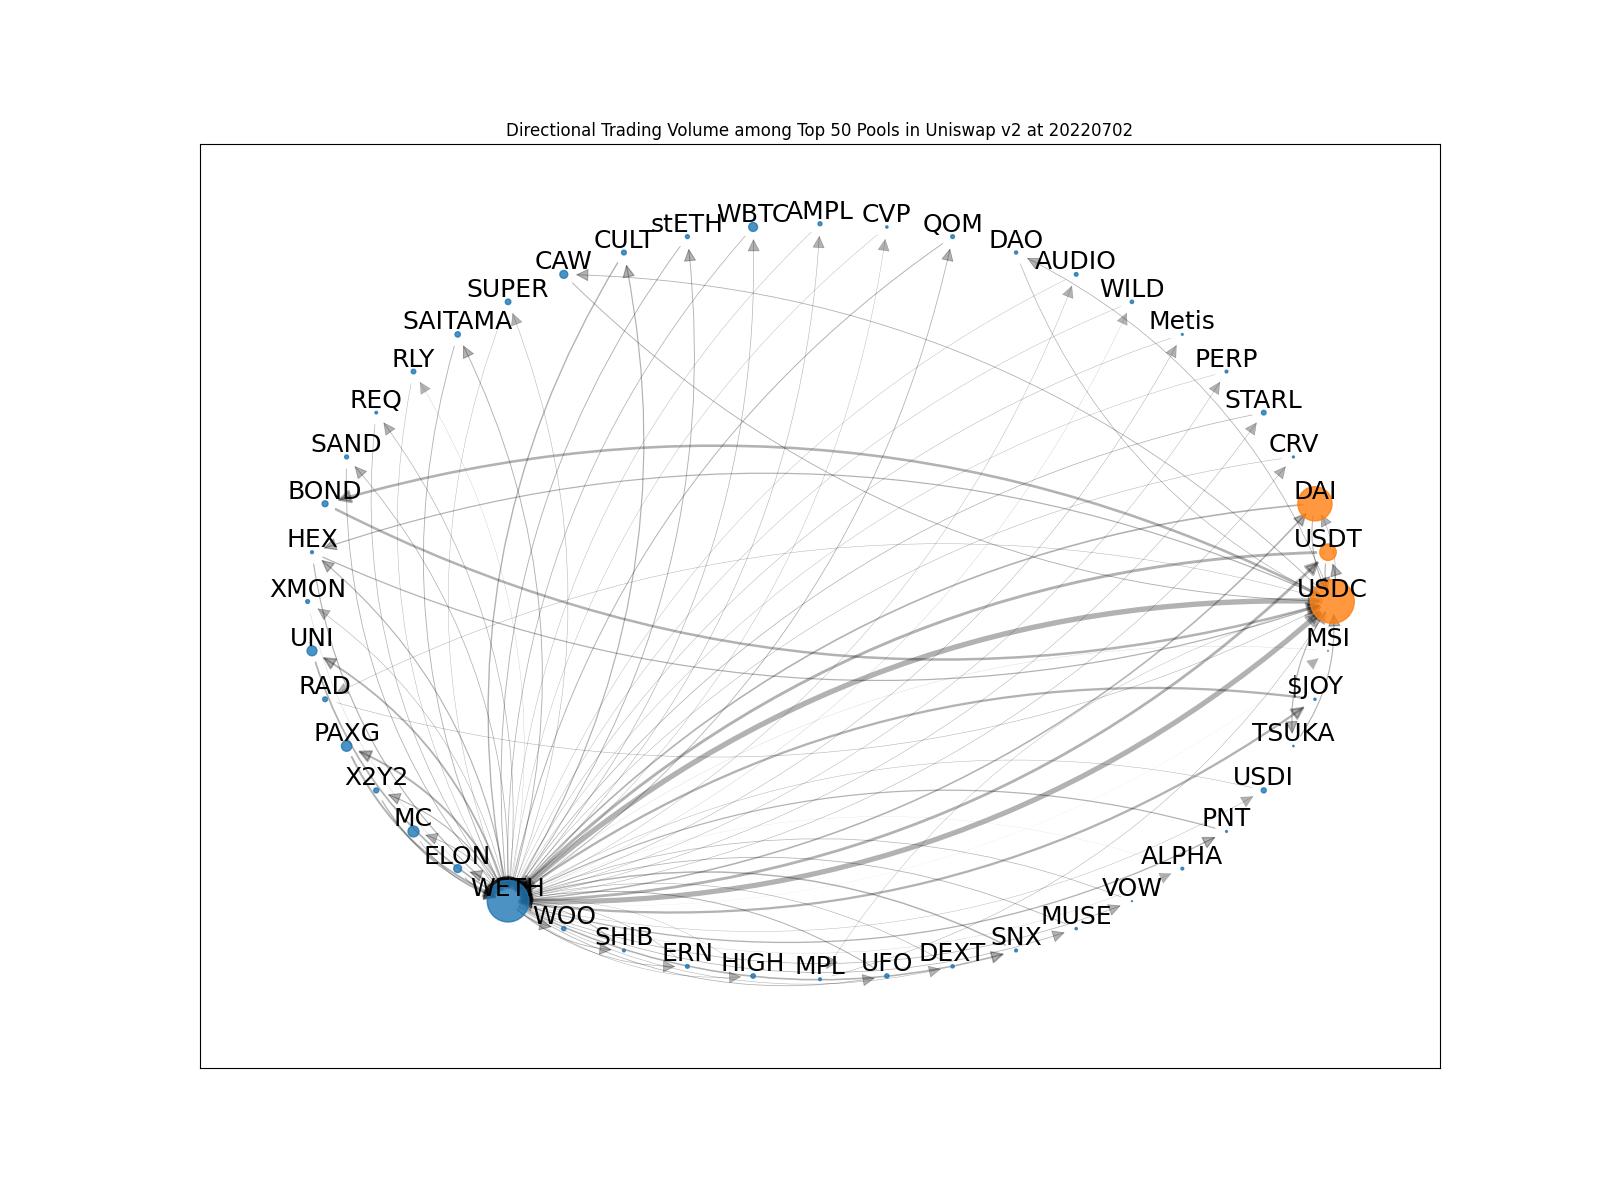 Directional Trading Volume among Top 50 Pools in Uniswap v2 at 20220702
WBTC
AMPL
CVP
stETH
QOM
CULT
DAO
CAW
AUDIO
SUPER
WILD
SAITAMA
Metis
RLY
PERP
REQ
STARL
SAND
CRV
BOND
DAI
HEX
USDT
XMON
USDC
UNI
MSI
RAD
$JOY
PAXG
TSUKA
X2Y2
USDI
MC
PNT
ELON
ALPHA
WETH
VOW
WOO
MUSE
SHIB
SNX
ERN
DEXT
HIGH
UFO
MPL